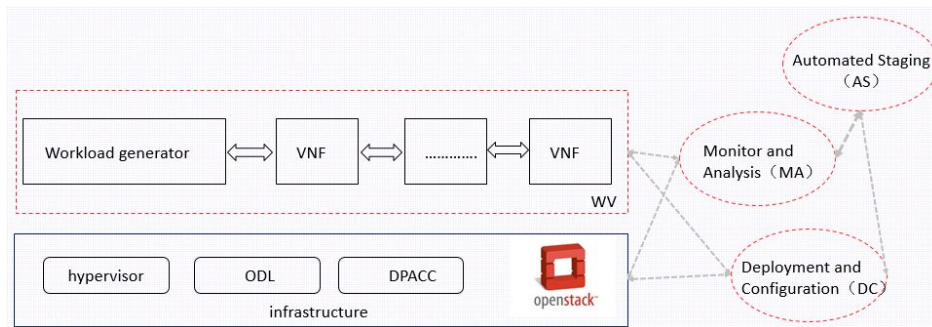 Automated Staging
（AS）
Workload generator
VNF
………….
VNF
WV
Monitor and
Analysis（MA）
hypervisor
ODL
DPACC
openstack™
infrastructure
Deployment and
Configuration（DC）